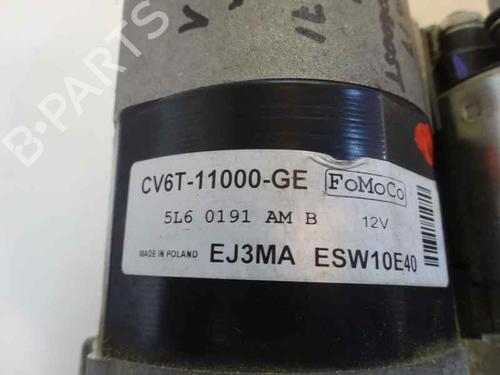 B-PARTS
CV6T-11000-GE FoMoCo
5L6 0191 AM B 12V
MADE IN POLAND EJ3MA ESW10E40